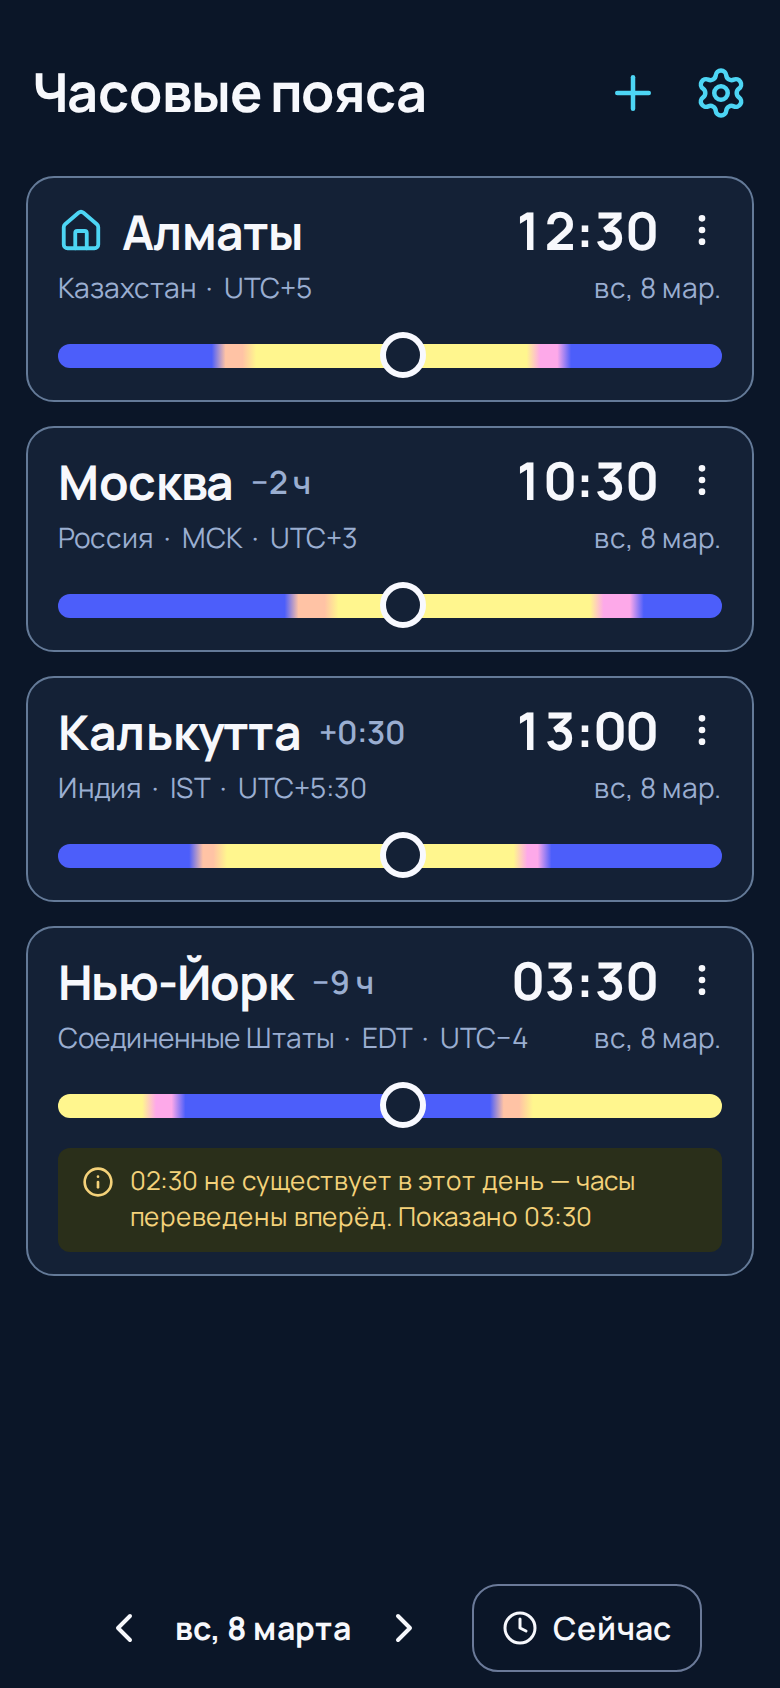 Часовые пояса
Алматы 12:30
Казахстан · UTC+5 вс, 8 мар.
Москва −2 ч 10:30
Россия · МСК · UTC+3 вс, 8 мар.
Калькутта +0:30 13:00
Индия · IST · UTC+5:30 вс, 8 мар.
Нью-Йорк −9 ч 03:30
Соединенные Штаты · EDT · UTC−4 вс, 8 мар.
02:30 не существует в этот день — часы
переведены вперёд. Показано 03:30
вс, 8 марта Сейчас